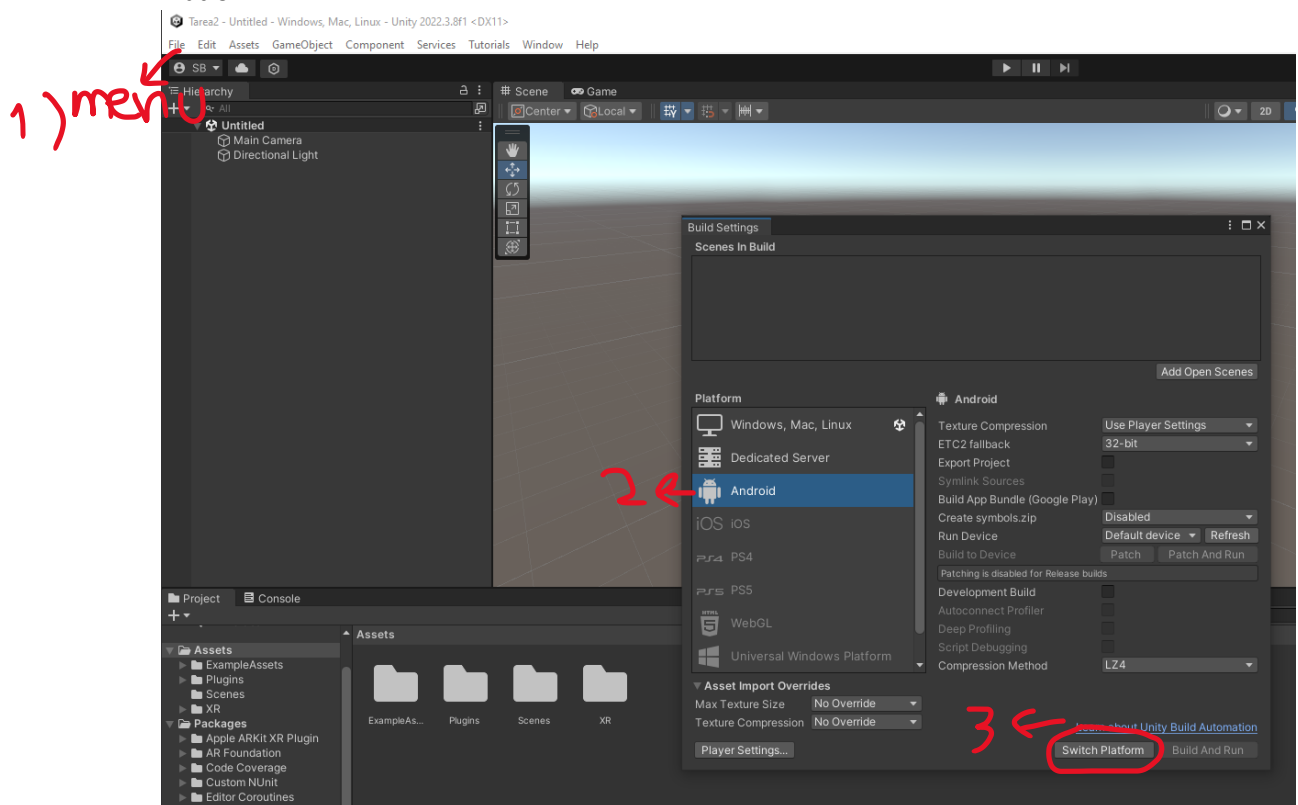 Tarea2 - Untitled - Windows, Mac, Linux - Unity 2022.3.8f1 <DX11>
File Edit Assets GameObject Component Services Tutorials Window Help
SB
1) menu
Hierarchy
All
Untitled
Main Camera
Directional Light
Scene Game
Center Local 2D
Build Settings
Scenes In Build
Add Open Scenes
Platform
Windows, Mac, Linux
Dedicated Server
2
Android
iOS iOS
PS4 PS4
PS5 PS5
HTML 5 WebGL
Universal Windows Platform
Android
Texture Compression Use Player Settings
ETC2 fallback 32-bit
Export Project
Symlink Sources
Build App Bundle (Google Play)
Create symbols.zip Disabled
Run Device Default device Refresh
Build to Device Patch Patch And Run
Patching is disabled for Release builds
Development Build
Autoconnect Profiler
Deep Profiling
Script Debugging
Compression Method LZ4
Asset Import Overrides
Max Texture Size No Override
Texture Compression No Override
3
Learn about Unity Build Automation
Player Settings... Switch Platform Build And Run
Project Console
Assets
ExampleAssets
Plugins
Scenes
XR
Packages
Apple ARKit XR Plugin
AR Foundation
Code Coverage
Custom NUnit
Editor Coroutines
Assets
ExampleAs... Plugins Scenes XR